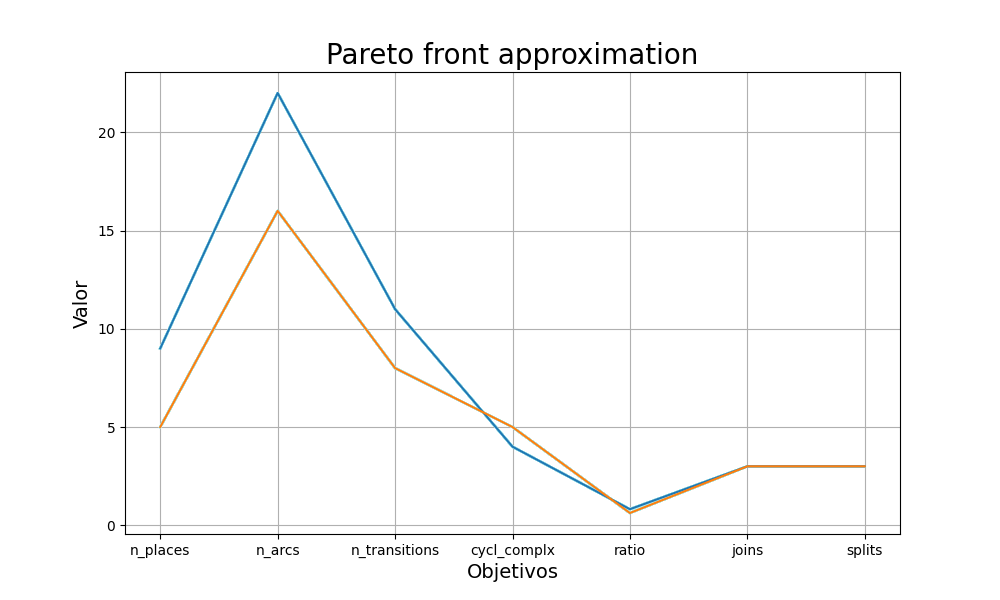 Pareto front approximation
Valor
20
15
10
5
0
n_places n_arcs n_transitions cycl_complx ratio joins splits
Objetivos